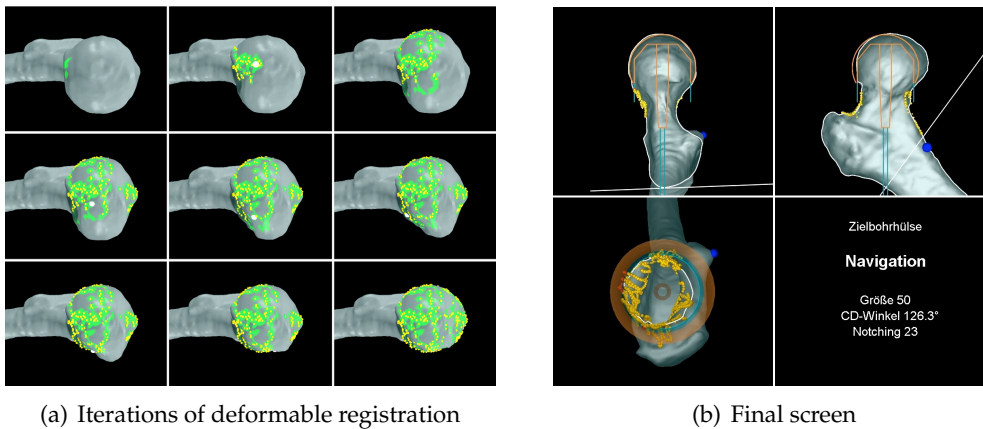 Zielbohrhülse
Navigation
Größe 50
CD-Winkel 126.3°
Notching 23
(a) Iterations of deformable registration
(b) Final screen